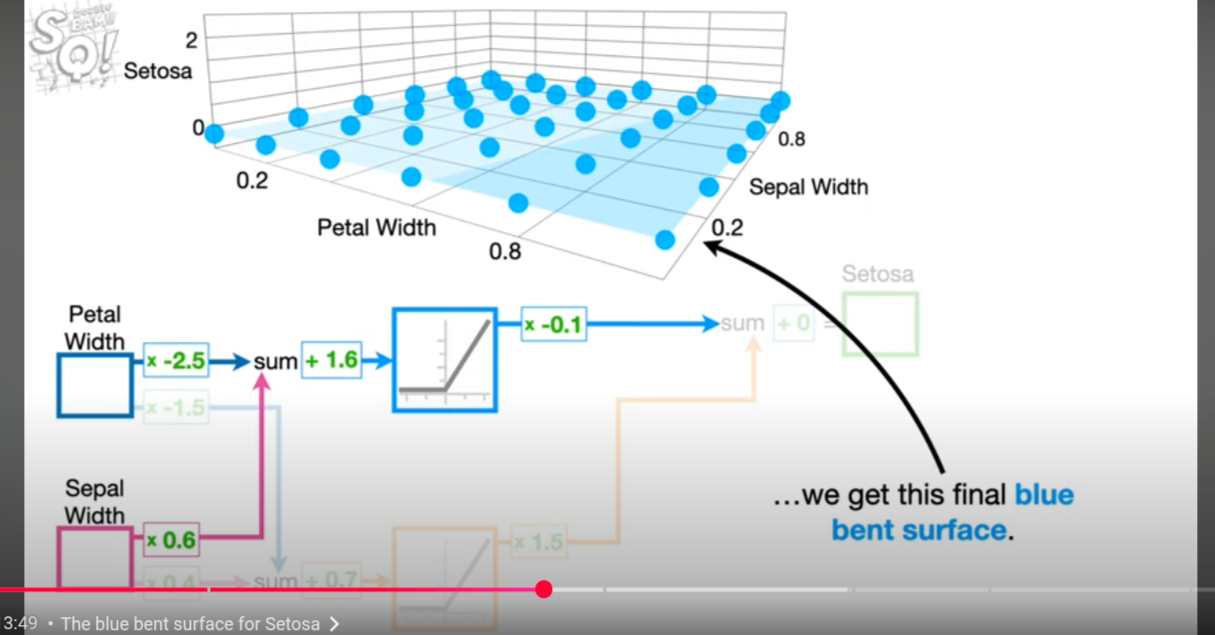 SQ!
2
Setosa
0
0.2
Petal Width
0.8
0.8
Sepal Width
0.2
Setosa
Petal
Width
x -2.5
sum
+ 1.6
x -0.1
sum
+ 0
=
x -1.5
...we get this final blue
bent surface.
Sepal
Width
x 0.6
x 1.5
x 0.4
sum
+ 0.7
3:49 • The blue bent surface for Setosa >